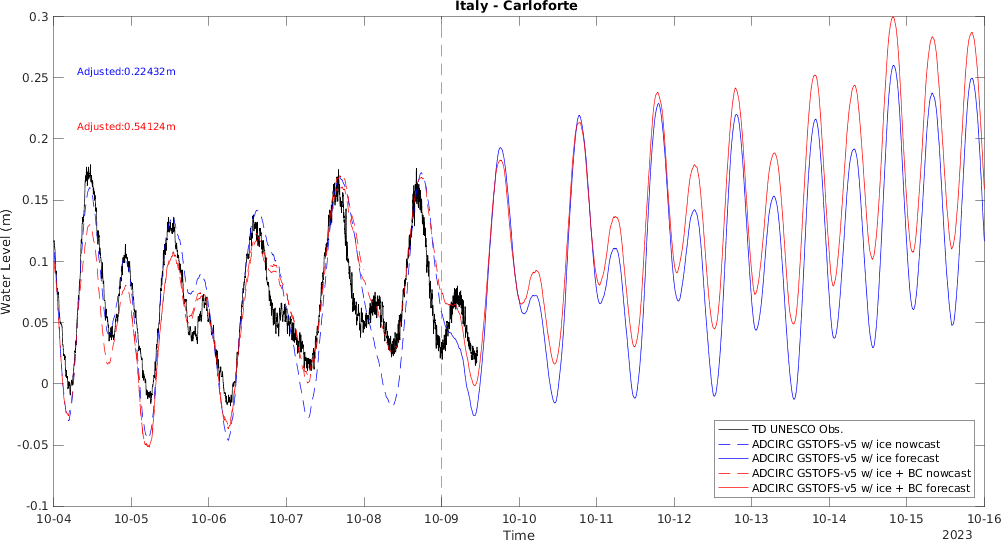 Italy - Carloforte
Water Level (m)
0.3
0.25
0.2
0.15
0.1
0.05
0
-0.05
-0.1
Adjusted:0.22432m
Adjusted:0.54124m
TD UNESCO Obs.
ADCIRC GSTOFS-v5 w/ ice nowcast
ADCIRC GSTOFS-v5 w/ ice forecast
ADCIRC GSTOFS-v5 w/ ice + BC nowcast
ADCIRC GSTOFS-v5 w/ ice + BC forecast
10-04 10-05 10-06 10-07 10-08 10-09 10-10 10-11 10-12 10-13 10-14 10-15 10-16
Time
2023